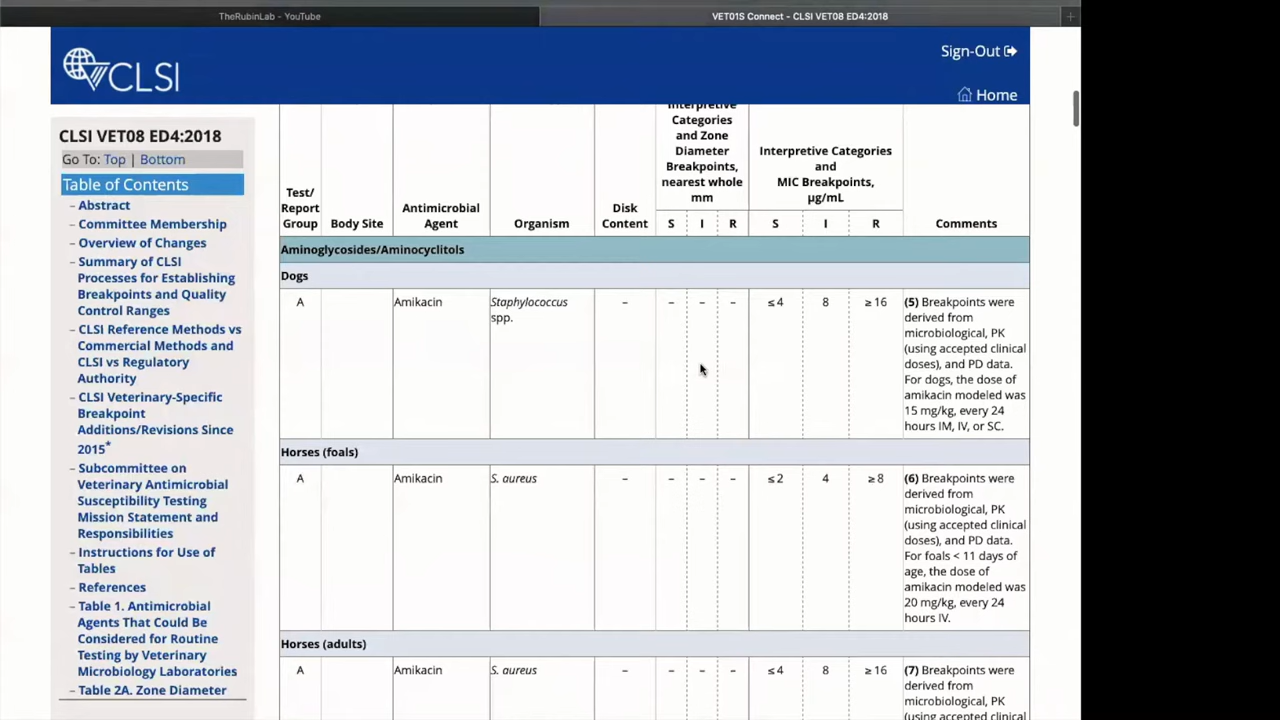 TheRubinLab - YouTube
VET01S Connect - CLSI VET08 ED4:2018
+
CLSI
Sign-Out
Home
CLSI VET08 ED4:2018
Go To: Top | Bottom
Table of Contents
– Abstract
– Committee Membership
– Overview of Changes
– Summary of CLSI
Processes for Establishing
Breakpoints and Quality
Control Ranges
– CLSI Reference Methods vs
Commercial Methods and
CLSI vs Regulatory
Authority
– CLSI Veterinary-Specific
Breakpoint
Additions/Revisions Since
2015*
– Subcommittee on
Veterinary Antimicrobial
Susceptibility Testing
Mission Statement and
Responsibilities
– Instructions for Use of
Tables
– References
– Table 1. Antimicrobial
Agents That Could Be
Considered for Routine
Testing by Veterinary
Microbiology Laboratories
– Table 2A. Zone Diameter
Test/
Report
Group
Body Site
Antimicrobial
Agent
Organism
Disk
Content
Interpretive
Categories
and Zone
Diameter
Breakpoints,
nearest whole
mm
S I R
Interpretive Categories
and
MIC Breakpoints,
µg/mL
S I R
Comments
Aminoglycosides/Aminocyclitols
Dogs
A Amikacin Staphylococcus – – – – ≤ 4 8 ≥ 16 (5) Breakpoints were
spp.
derived from
microbiological, PK
(using accepted clinical
doses), and PD data.
For dogs, the dose of
amikacin modeled was
15 mg/kg, every 24
hours IM, IV, or SC.
Horses (foals)
A Amikacin S. aureus – – – – ≤ 2 4 ≥ 8 (6) Breakpoints were
derived from
microbiological, PK
(using accepted clinical
doses), and PD data.
For foals < 11 days of
age, the dose of
amikacin modeled was
20 mg/kg, every 24
hours IV.
Horses (adults)
A Amikacin S. aureus – – – – ≤ 4 8 ≥ 16 (7) Breakpoints were
derived from
microbiological, PK
(using accepted clinical